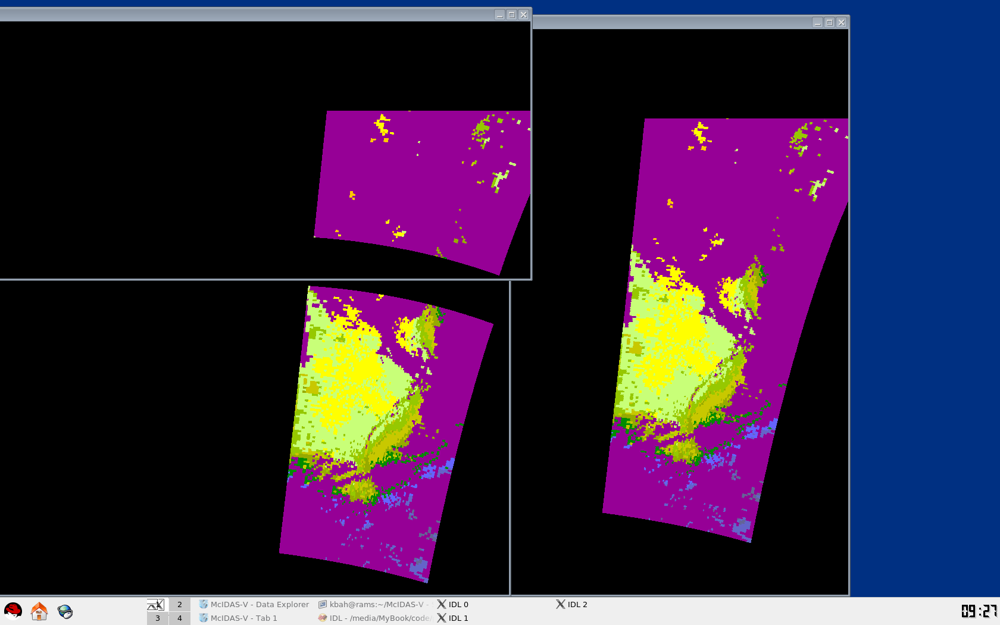 1
2
McIDAS-V - Data Explorer
kbah@rams:~/McIDAS-V -
IDL 0
IDL 2
09:27
3
4
McIDAS-V - Tab 1
IDL - /media/MyBook/code/
IDL 1